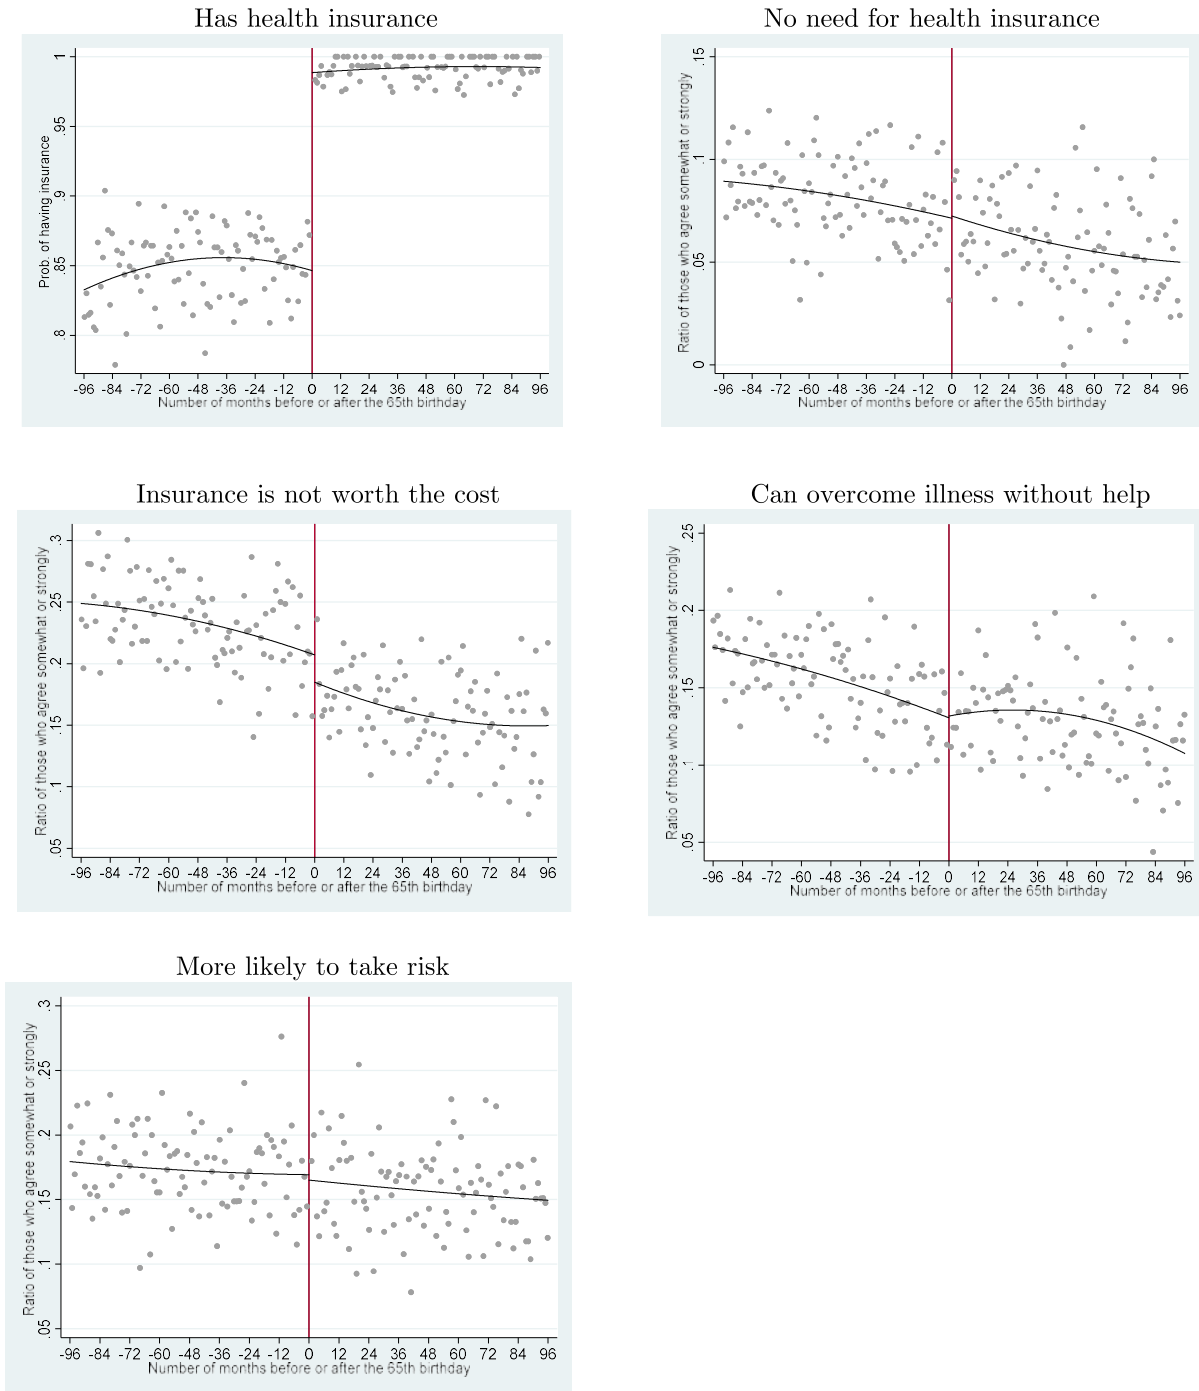 Has health insurance
No need for health insurance
Prob. of having insurance
1
.95
.9
.85
.8
-96 -84 -72 -60 -48 -36 -24 -12 0 12 24 36 48 60 72 84 96
Number of months before or after the 65th birthday
Ratio of those who agree somewhat or strongly
.15
.1
.05
0
-96 -84 -72 -60 -48 -36 -24 -12 0 12 24 36 48 60 72 84 96
Number of months before or after the 65th birthday
Insurance is not worth the cost
Can overcome illness without help
Ratio of those who agree somewhat or strongly
.3
.25
.2
.15
.1
.05
-96 -84 -72 -60 -48 -36 -24 -12 0 12 24 36 48 60 72 84 96
Number of months before or after the 65th birthday
Ratio of those who agree somewhat or strongly
.25
.2
.15
.1
.05
-96 -84 -72 -60 -48 -36 -24 -12 0 12 24 36 48 60 72 84 96
Number of months before or after the 65th birthday
More likely to take risk
Ratio of those who agree somewhat or strongly
.3
.25
.2
.15
.1
.05
-96 -84 -72 -60 -48 -36 -24 -12 0 12 24 36 48 60 72 84 96
Number of months before or after the 65th birthday